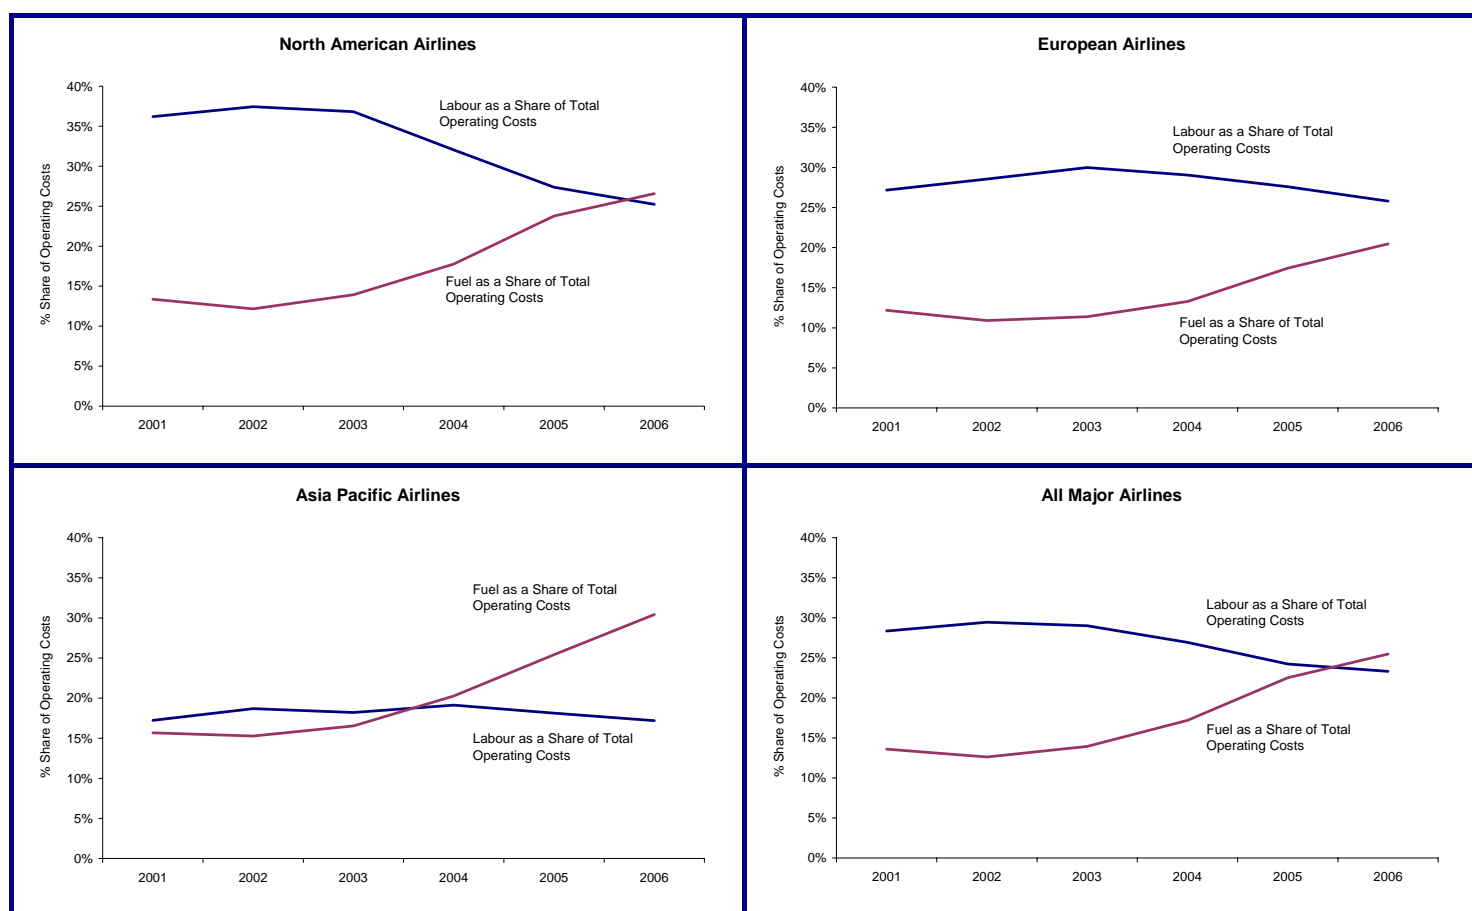 North American Airlines
% Share of Operating Costs
40%
35%
30%
25%
20%
15%
10%
5%
0%
Labour as a Share of Total
Operating Costs
Fuel as a Share of Total
Operating Costs
2001 2002 2003 2004 2005 2006
European Airlines
% Share of Operating Costs
40%
35%
30%
25%
20%
15%
10%
5%
0%
Labour as a Share of Total
Operating Costs
Fuel as a Share of Total
Operating Costs
2001 2002 2003 2004 2005 2006
Asia Pacific Airlines
% Share of Operating Costs
40%
35%
30%
25%
20%
15%
10%
5%
0%
Fuel as a Share of Total
Operating Costs
Labour as a Share of Total
Operating Costs
2001 2002 2003 2004 2005 2006
All Major Airlines
% Share of Operating Costs
40%
35%
30%
25%
20%
15%
10%
5%
0%
Labour as a Share of Total
Operating Costs
Fuel as a Share of Total
Operating Costs
2001 2002 2003 2004 2005 2006